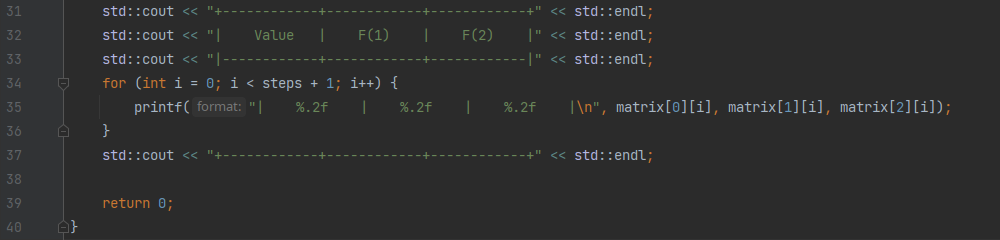 31 std::cout << "+------------+------------+------------+" << std::endl;
32 std::cout << "|    Value   |    F(1)    |    F(2)    |" << std::endl;
33 std::cout << "|------------+------------+------------|" << std::endl;
34 for (int i = 0; i < steps + 1; i++) {
35 printf( format: "|    %.2f    |    %.2f    |    %.2f    |\n", matrix[0][i], matrix[1][i], matrix[2][i]);
36 }
37 std::cout << "+------------+------------+------------+" << std::endl;
38
39 return 0;
40 }